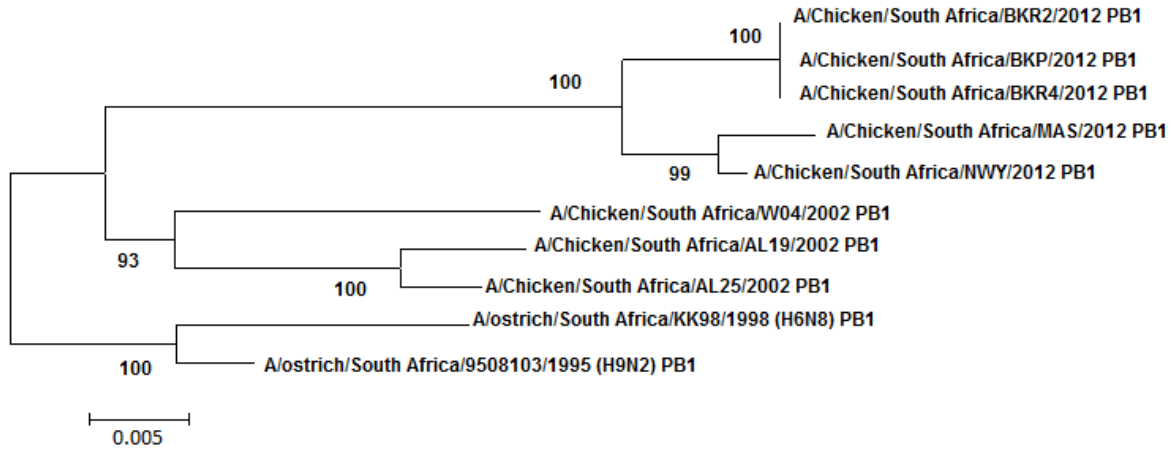 A/Chicken/South Africa/BKR2/2012 PB1
100
A/Chicken/South Africa/BKP/2012 PB1
100
A/Chicken/South Africa/BKR4/2012 PB1
A/Chicken/South Africa/MAS/2012 PB1
99
A/Chicken/South Africa/NWY/2012 PB1
A/Chicken/South Africa/W04/2002 PB1
A/Chicken/South Africa/AL19/2002 PB1
93
A/Chicken/South Africa/AL25/2002 PB1
100
A/ostrich/South Africa/KK98/1998 (H6N8) PB1
A/ostrich/South Africa/9508103/1995 (H9N2) PB1
100
0.005